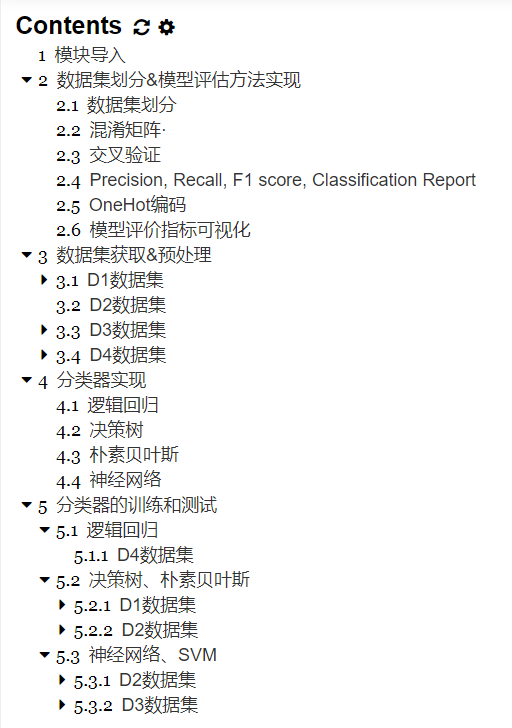 Contents
1 模块导入
2 数据集划分&模型评估方法实现
2.1 数据集划分
2.2 混淆矩阵·
2.3 交叉验证
2.4 Precision, Recall, F1 score, Classification Report
2.5 OneHot编码
2.6 模型评价指标可视化
3 数据集获取&预处理
3.1 D1数据集
3.2 D2数据集
3.3 D3数据集
3.4 D4数据集
4 分类器实现
4.1 逻辑回归
4.2 决策树
4.3 朴素贝叶斯
4.4 神经网络
5 分类器的训练和测试
5.1 逻辑回归
5.1.1 D4数据集
5.2 决策树、朴素贝叶斯
5.2.1 D1数据集
5.2.2 D2数据集
5.3 神经网络、SVM
5.3.1 D2数据集
5.3.2 D3数据集